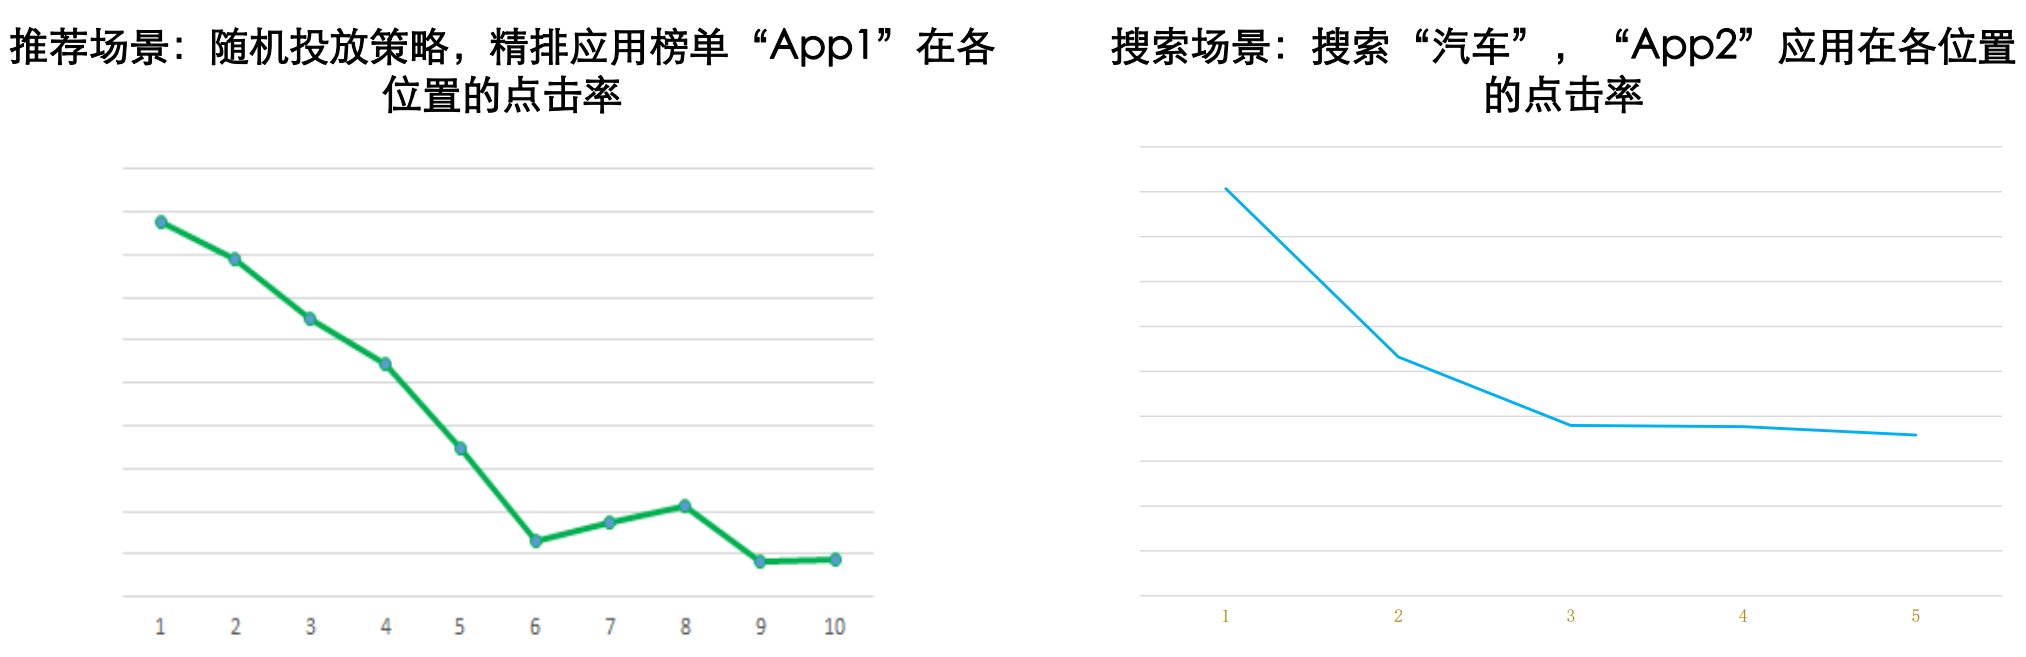 推荐场景：随机投放策略，精排应用榜单“App1”在各
位置的点击率
1 2 3 4 5 6 7 8 9 10
搜索场景：搜索“汽车”，“App2”应用在各位置
的点击率
1 2 3 4 5